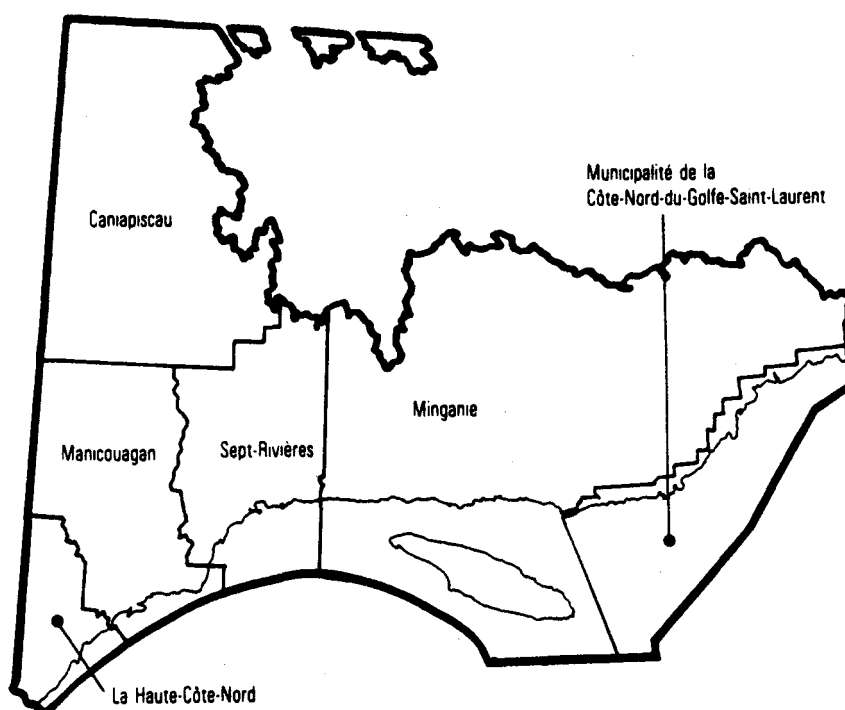 Municipalité de la
Côte-Nord-du-Golfe-Saint-Laurent
Caniapiscau
Minganie
Manicouagan
Sept-Rivières
La Haute-Côte-Nord